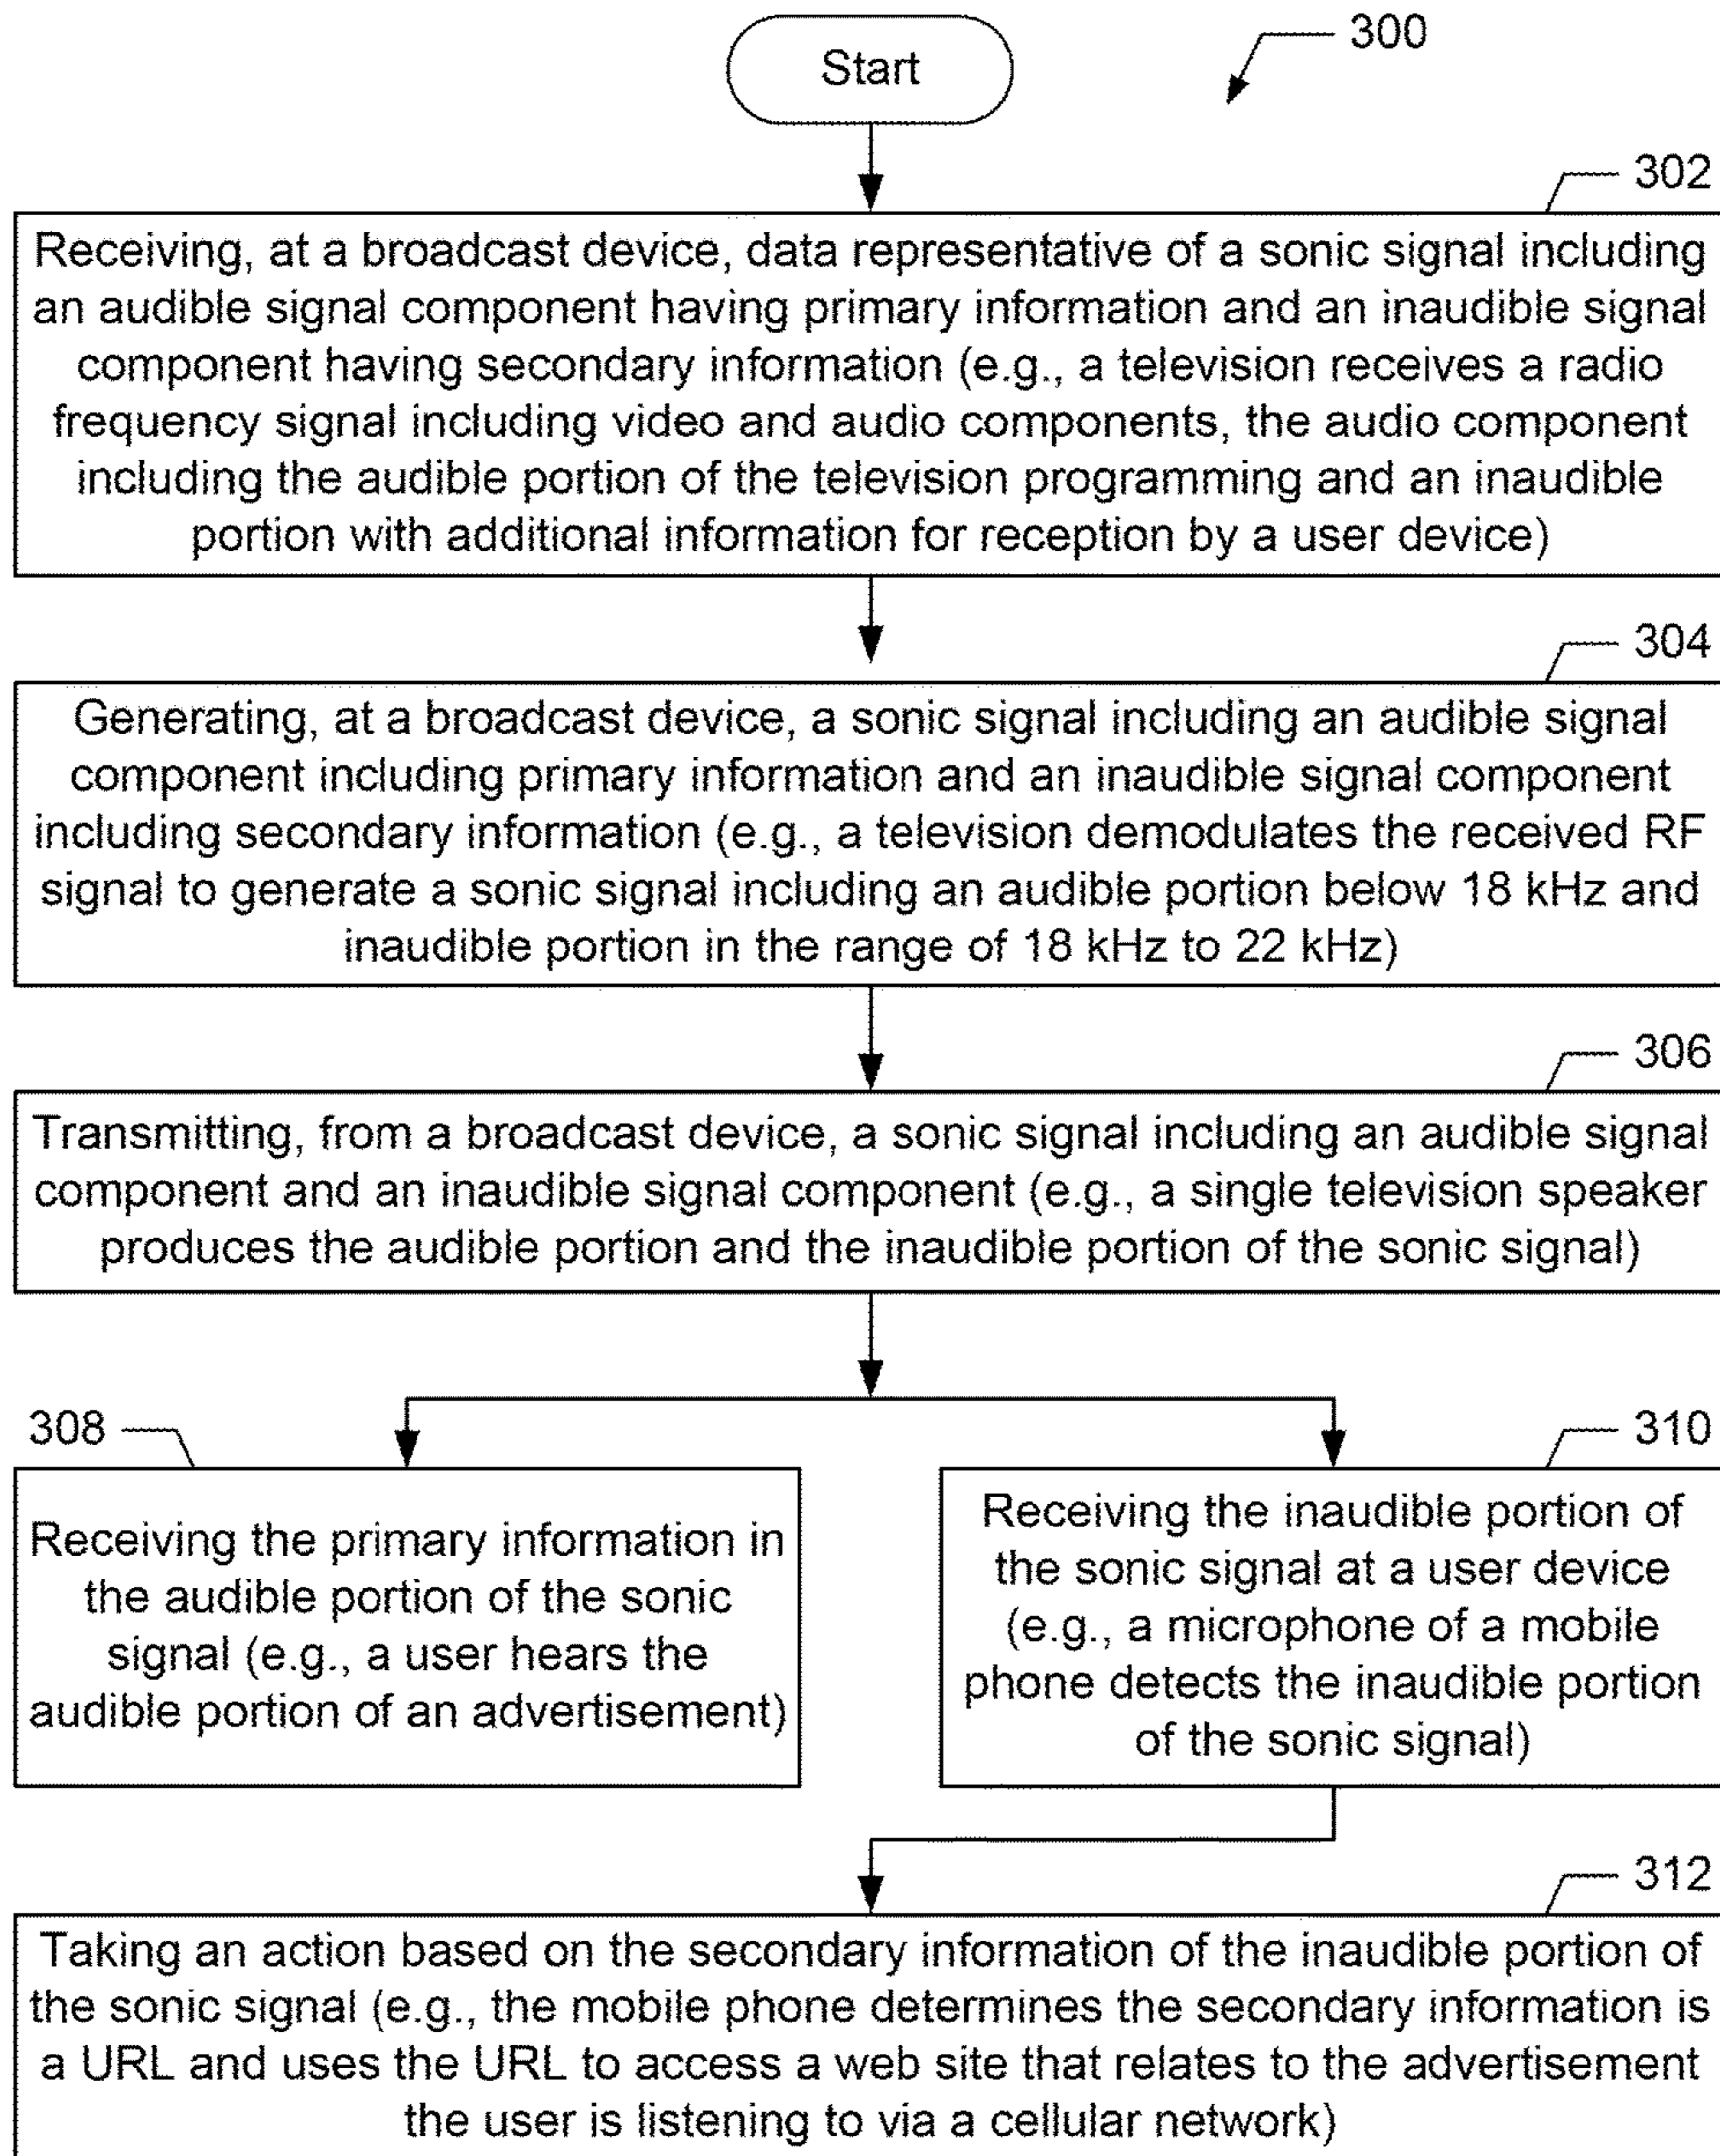 Start
300
302
Receiving, at a broadcast device, data representative of a sonic signal including
an audible signal component having primary information and an inaudible signal
component having secondary information (e.g., a television receives a radio
frequency signal including video and audio components, the audio component
including the audible portion of the television programming and an inaudible
portion with additional information for reception by a user device)
304
Generating, at a broadcast device, a sonic signal including an audible signal
component including primary information and an inaudible signal component
including secondary information (e.g., a television demodulates the received RF
signal to generate a sonic signal including an audible portion below 18 kHz and
inaudible portion in the range of 18 kHz to 22 kHz)
306
Transmitting, from a broadcast device, a sonic signal including an audible signal
component and an inaudible signal component (e.g., a single television speaker
produces the audible portion and the inaudible portion of the sonic signal)
308
Receiving the primary information in
the audible portion of the sonic
signal (e.g., a user hears the
audible portion of an advertisement)
310
Receiving the inaudible portion of
the sonic signal at a user device
(e.g., a microphone of a mobile
phone detects the inaudible portion
of the sonic signal)
312
Taking an action based on the secondary information of the inaudible portion of
the sonic signal (e.g., the mobile phone determines the secondary information is
a URL and uses the URL to access a web site that relates to the advertisement
the user is listening to via a cellular network)